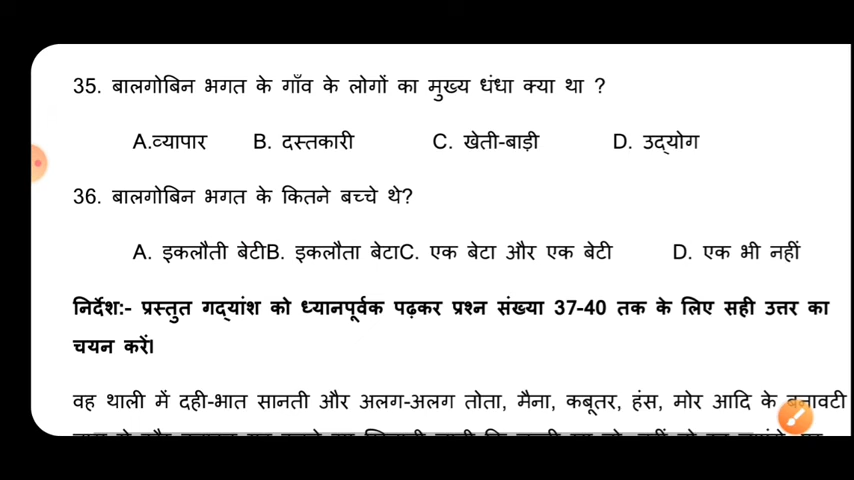 35. बालगोबिन भगत के गाँव के लोगों का मुख्य धंधा क्या था ?
A.व्यापार B. दस्तकारी C. खेती-बाड़ी D. उद्योग
36. बालगोबिन भगत के कितने बच्चे थे?
A. इकलौती बेटीB. इकलौता बेटाC. एक बेटा और एक बेटी D. एक भी नहीं
निर्देश:- प्रस्तुत गद्यांश को ध्यानपूर्वक पढ़कर प्रश्न संख्या 37-40 तक के लिए सही उत्तर का
चयन करें।
वह थाली में दही-भात सानती और अलग-अलग तोता, मैना, कबूतर, हंस, मोर आदि के बनावटी